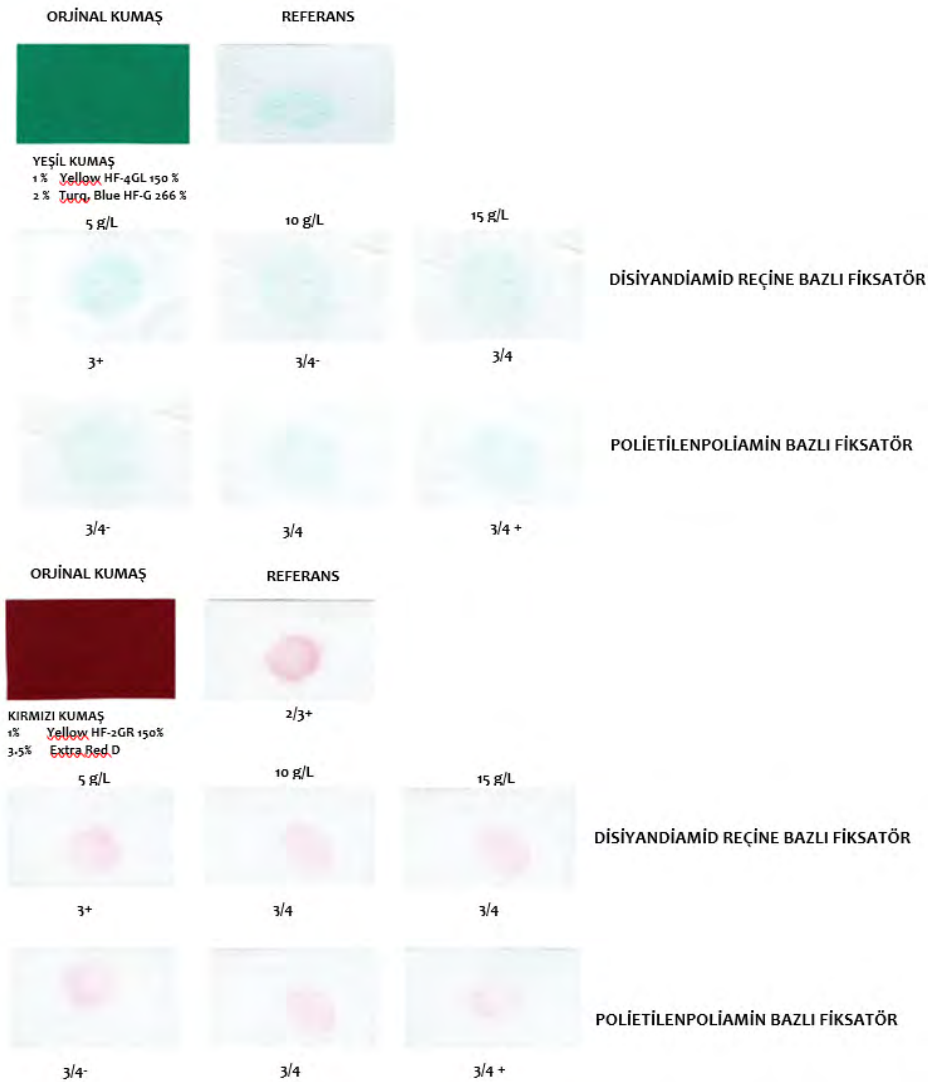 ORJİNAL KUMAŞ REFERANS
YEŞİL KUMAŞ
1 % Yellow HF-4GL 150 %
2 % Turq. Blue HF-G 266 %
5 g/L 10 g/L 15 g/L
DİSİYANDİAMİD REÇİNE BAZLI FİKSATÖR
3+ 3/4- 3/4
POLİETİLENPOLİAMİN BAZLI FİKSATÖR
3/4- 3/4 3/4 +
ORJİNAL KUMAŞ REFERANS
2/3+
KIRMIZI KUMAŞ
1% Yellow HF-2GR 150%
3.5% Extra Red D
5 g/L 10 g/L 15 g/L
DİSİYANDİAMİD REÇİNE BAZLI FİKSATÖR
3+ 3/4 3/4
POLİETİLENPOLİAMİN BAZLI FİKSATÖR
3/4- 3/4 3/4 +